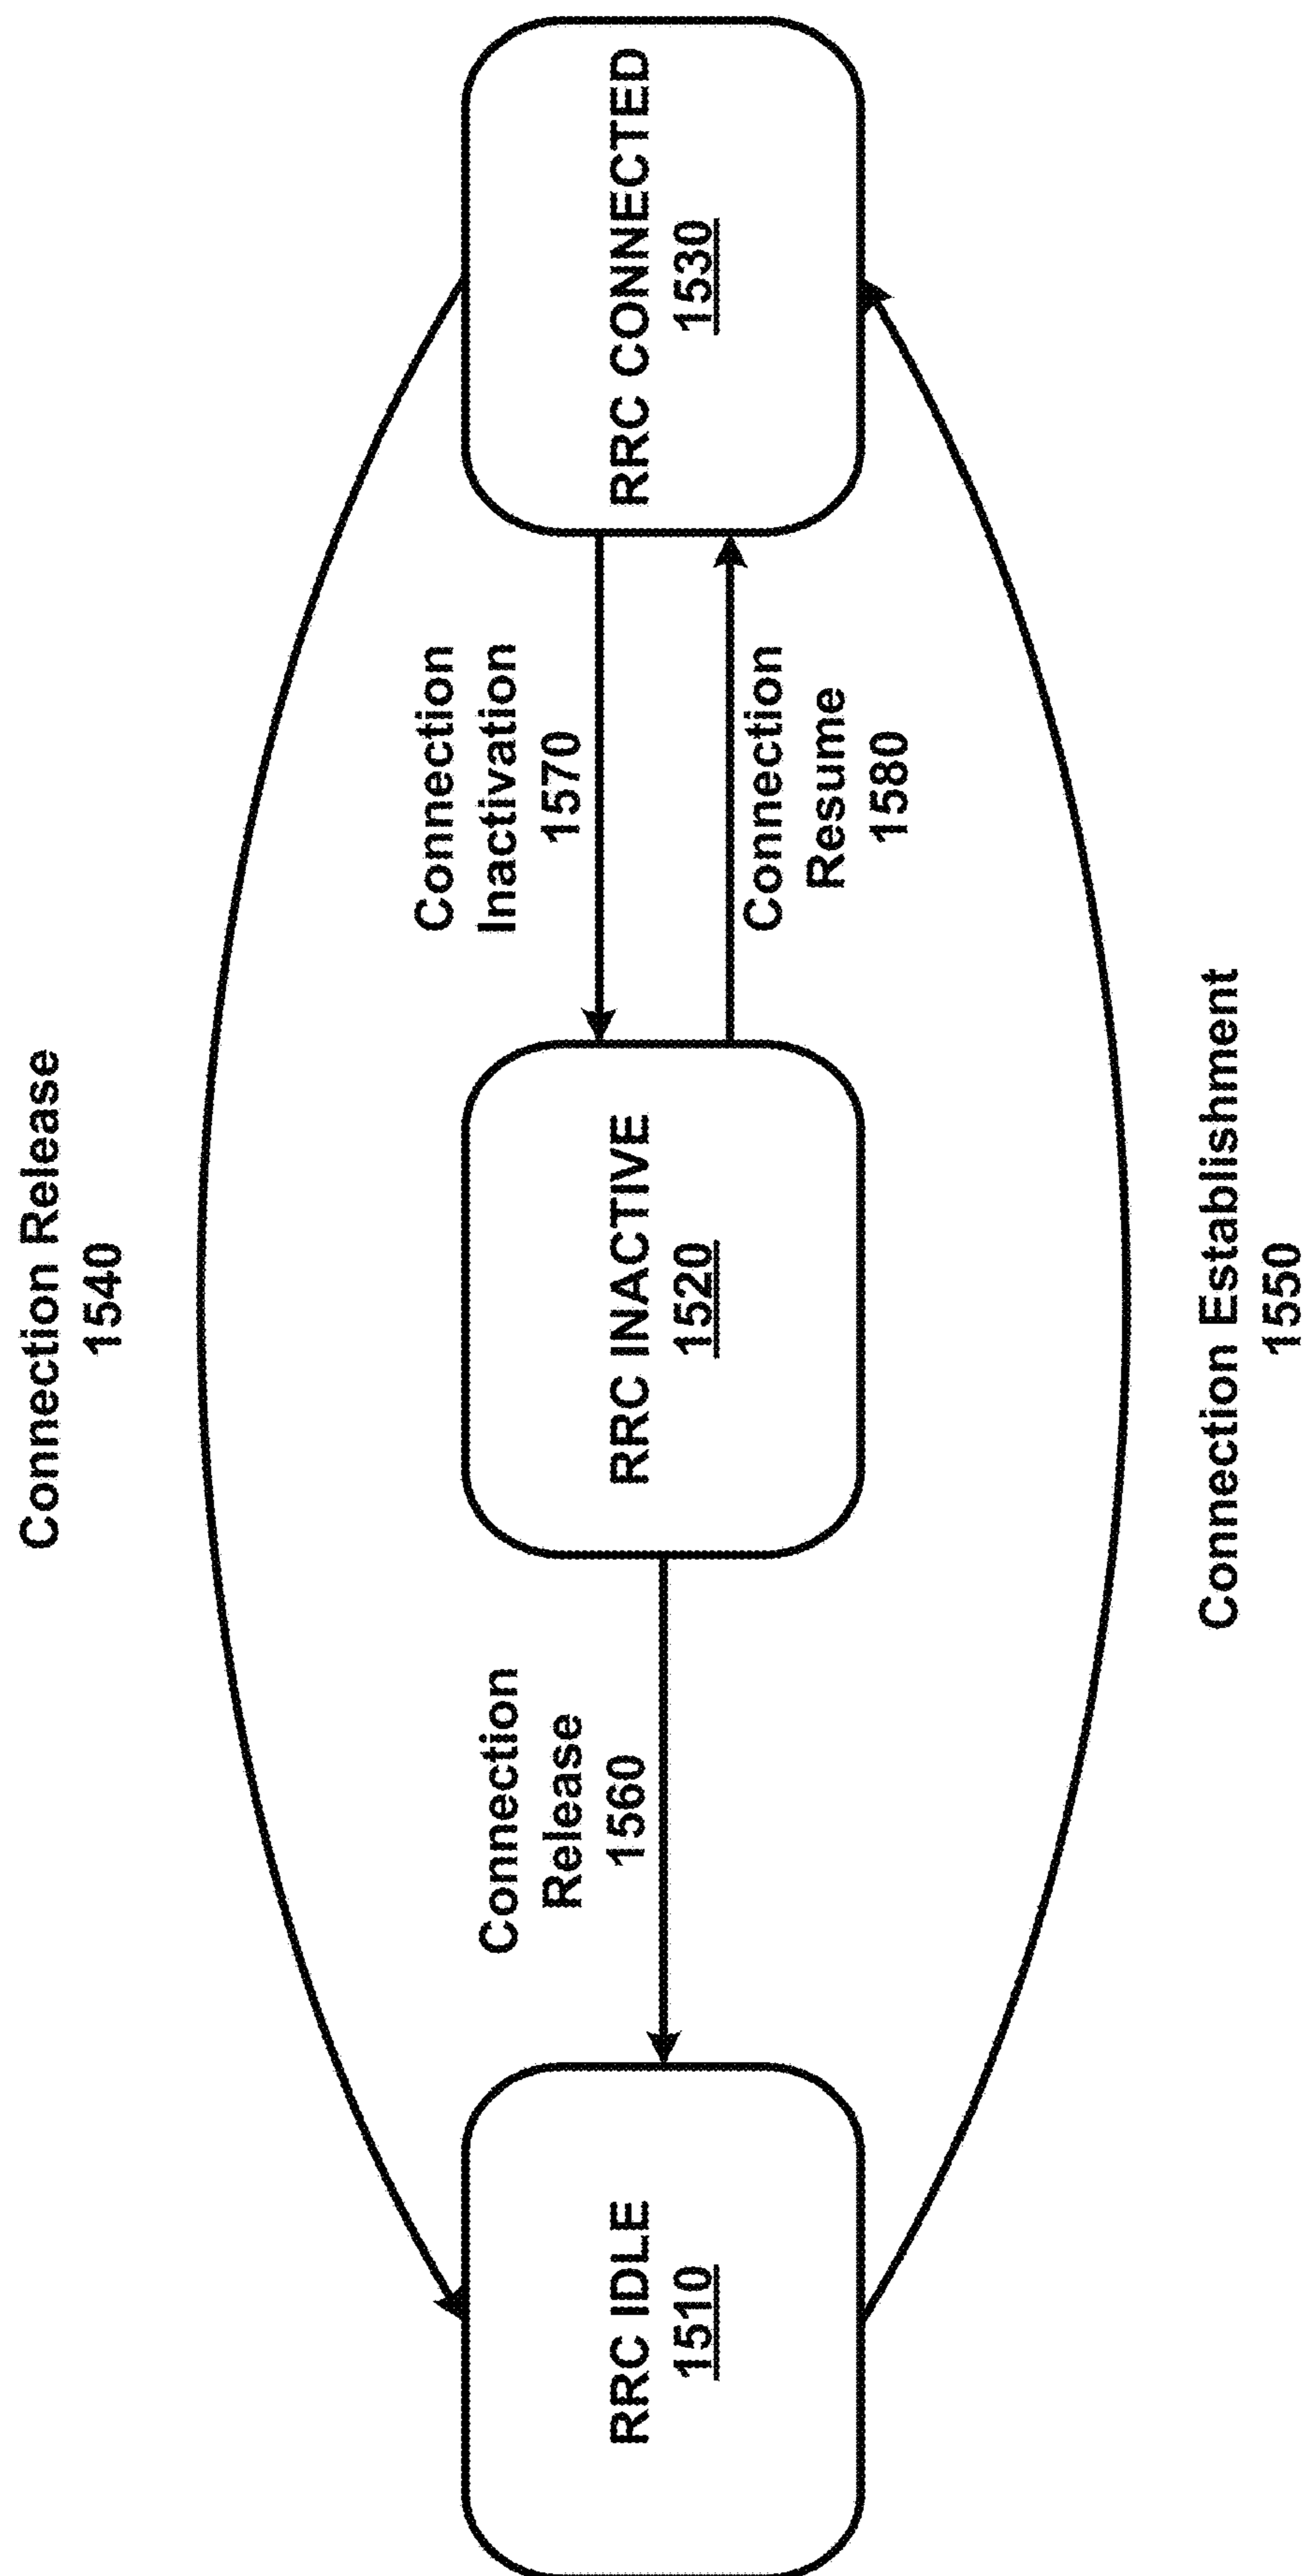 Connection Release
1540
RRC IDLE
1510
Connection
Release
1560
RRC INACTIVE
1520
Connection
Inactivation
1570
Connection
Resume
1580
RRC CONNECTED
1530
Connection Establishment
1550